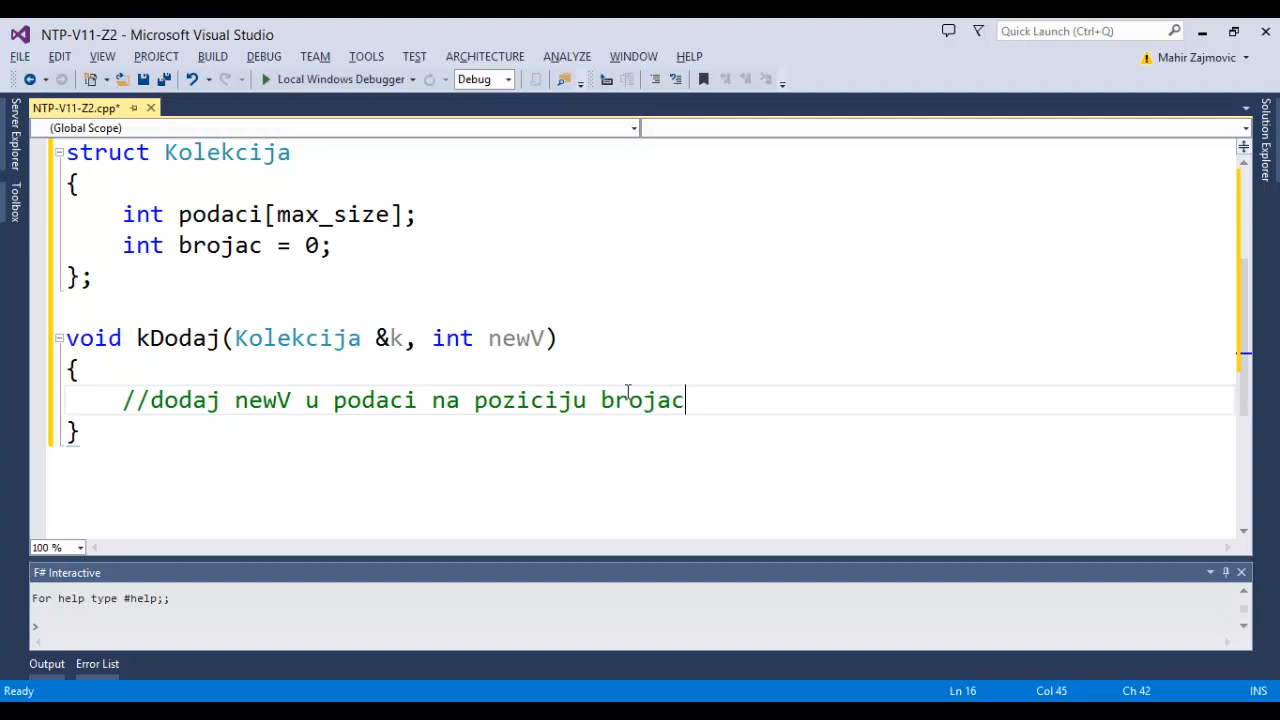 NTP-V11-Z2 - Microsoft Visual Studio
Quick Launch (Ctrl+Q)
FILE EDIT VIEW PROJECT BUILD DEBUG TEAM TOOLS TEST ARCHITECTURE ANALYZE WINDOW HELP
Mahir Zajmovic
Local Windows Debugger
Debug
Server Explorer
Toolbox
Solution Explorer
NTP-V11-Z2.cpp*
(Global Scope)
struct Kolekcija
{
int podaci[max_size];
int brojac = 0;
};
void kDodaj(Kolekcija &k, int newV)
{
//dodaj newV u podaci na poziciju brojac
}
100 %
F# Interactive
For help type #help;;
>
Output Error List
Ready
Ln 16 Col 45 Ch 42 INS